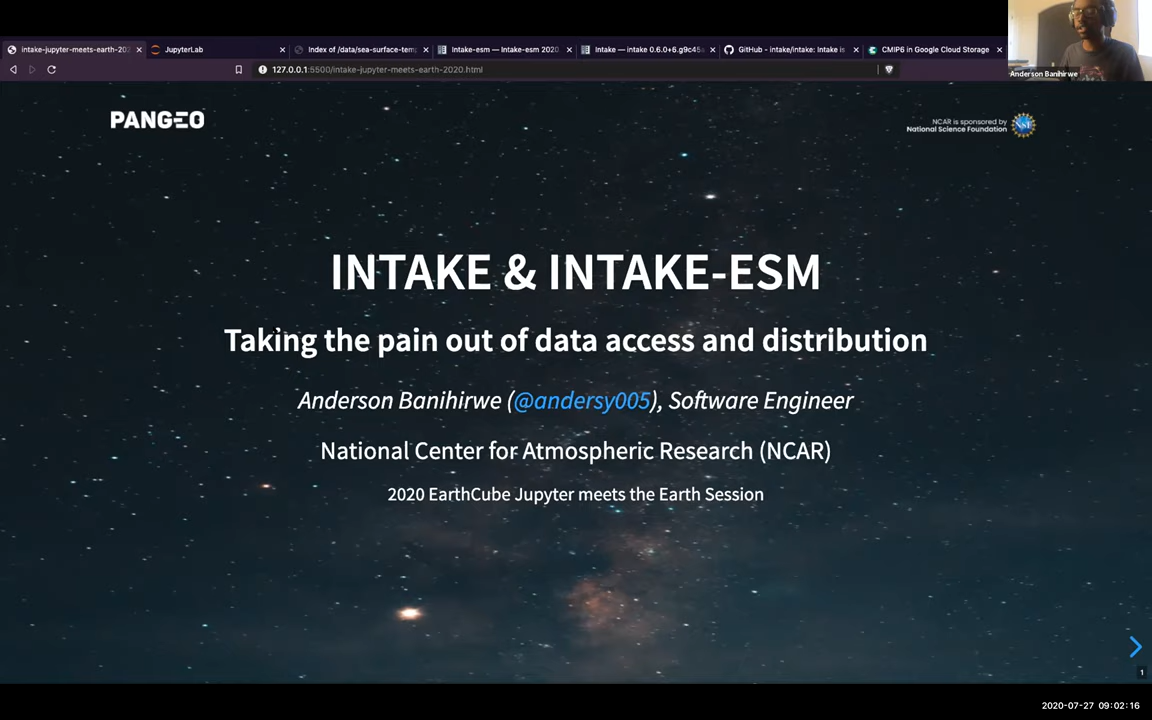 intake-jupyter-meets-earth-202
JupyterLab
Index of /data/sea-surface-tem
Intake-esm — Intake-esm 2020
Intake — intake 0.6.0+6.g9c45a
GitHub - intake/intake: Intake is
CMIP6 in Google Cloud Storage
127.0.0.1:5500/intake-jupyter-meets-earth-2020.html
Anderson Banihirwe
PANGEO
NCAR is sponsored by
National Science Foundation
NSF
INTAKE & INTAKE-ESM
Taking the pain out of data access and distribution
Anderson Banihirwe (@andersy005), Software Engineer
National Center for Atmospheric Research (NCAR)
2020 EarthCube Jupyter meets the Earth Session
1
2020-07-27 09:02:16